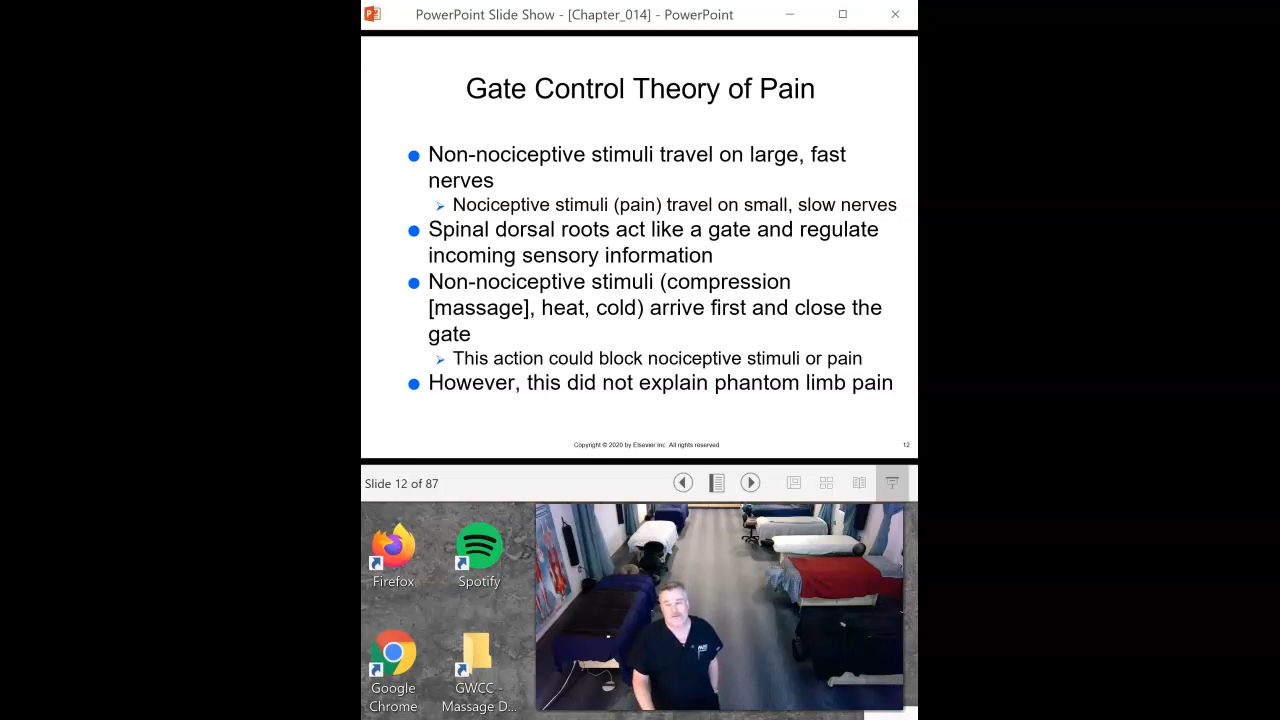 PowerPoint Slide Show - [Chapter_014] - PowerPoint
Gate Control Theory of Pain
Non-nociceptive stimuli travel on large, fast
nerves
Nociceptive stimuli (pain) travel on small, slow nerves
Spinal dorsal roots act like a gate and regulate
incoming sensory information
Non-nociceptive stimuli (compression
[massage], heat, cold) arrive first and close the
gate
This action could block nociceptive stimuli or pain
However, this did not explain phantom limb pain
Copyright © 2020 by Elsevier Inc. All rights reserved.
12
Slide 12 of 87
Firefox
Spotify
Google
Chrome
GWCC -
Massage D...